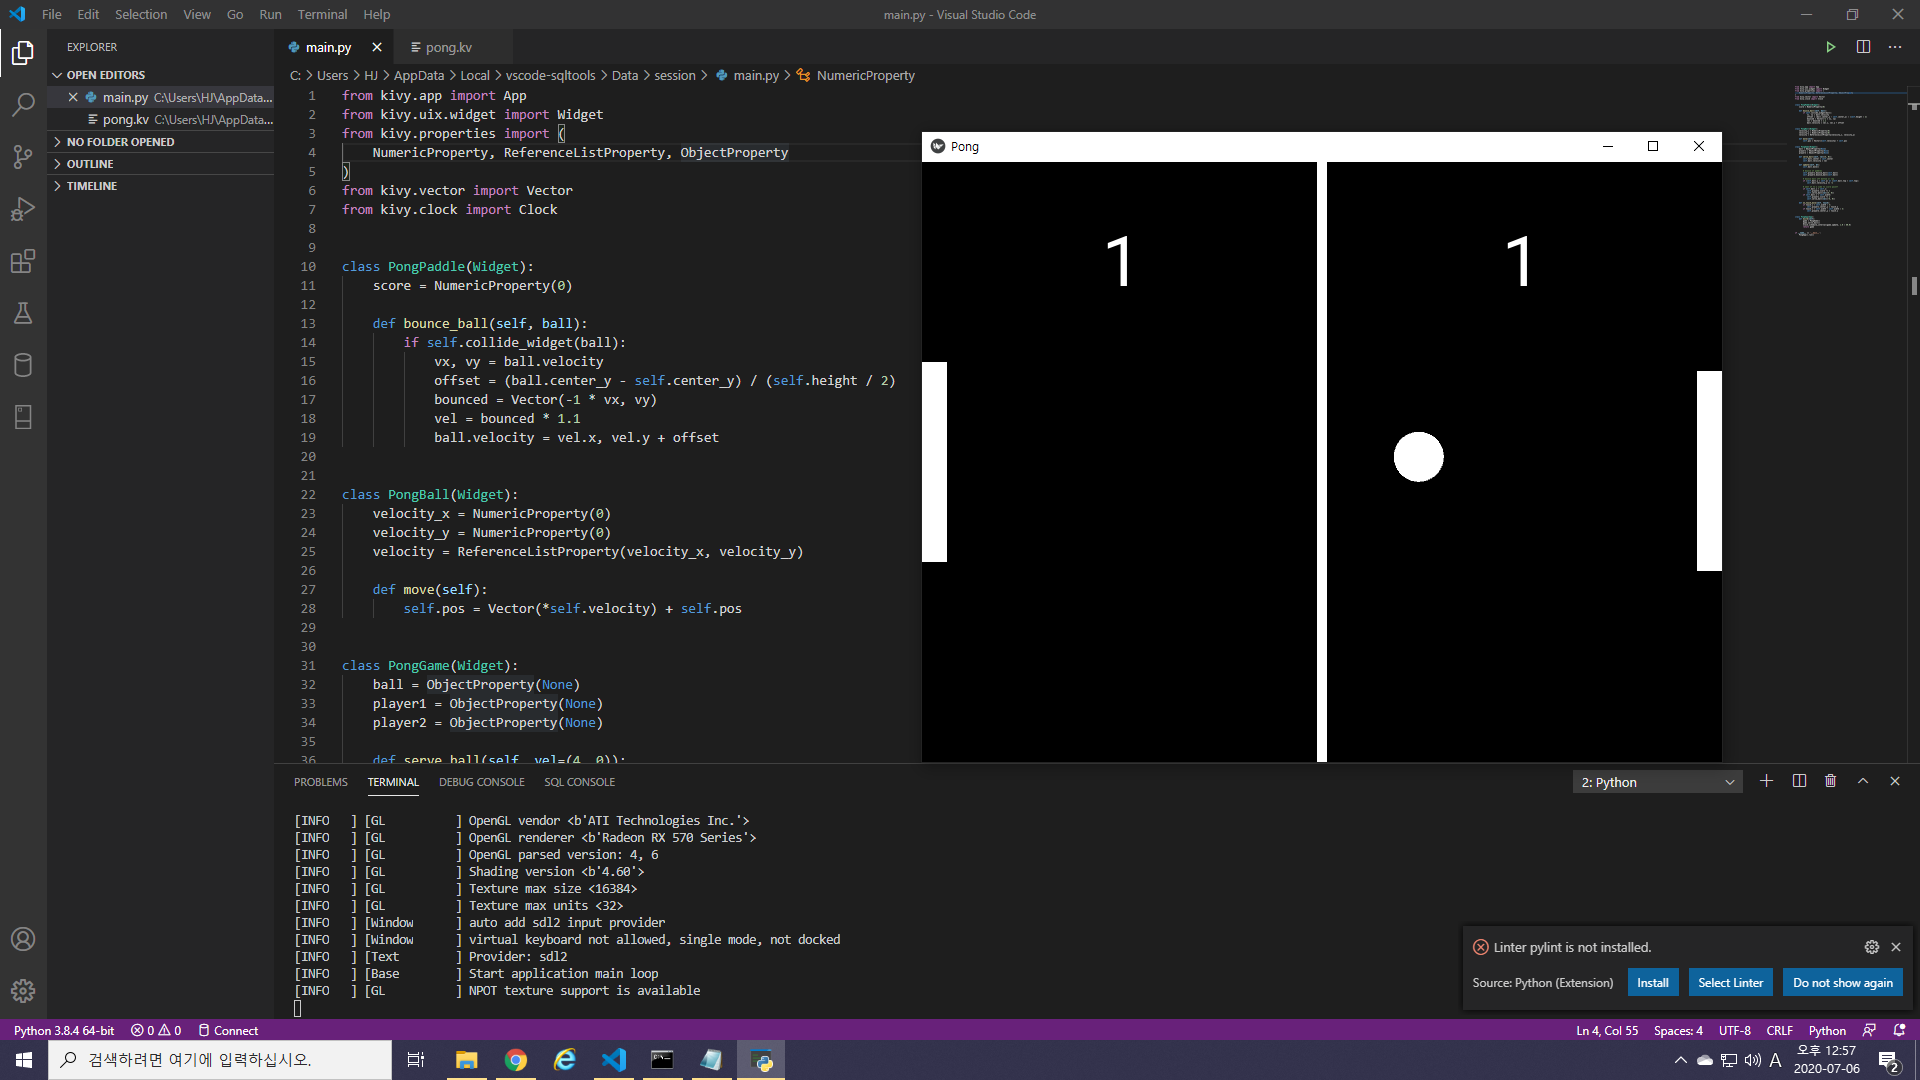 File Edit Selection View Go Run Terminal Help
main.py - Visual Studio Code
EXPLORER
OPEN EDITORS
main.py C:\Users\HJ\AppData...
pong.kv C:\Users\HJ\AppData...
NO FOLDER OPENED
OUTLINE
TIMELINE
main.py
pong.kv
C: > Users > HJ > AppData > Local > vscode-sqltools > Data > session > main.py > NumericProperty
1 from kivy.app import App
2 from kivy.uix.widget import Widget
3 from kivy.properties import (
4 NumericProperty, ReferenceListProperty, ObjectProperty
5 )
6 from kivy.vector import Vector
7 from kivy.clock import Clock
8
9
10 class PongPaddle(Widget):
11 score = NumericProperty(0)
12
13 def bounce_ball(self, ball):
14 if self.collide_widget(ball):
15 vx, vy = ball.velocity
16 offset = (ball.center_y - self.center_y) / (self.height / 2)
17 bounced = Vector(-1 * vx, vy)
18 vel = bounced * 1.1
19 ball.velocity = vel.x, vel.y + offset
20
21
22 class PongBall(Widget):
23 velocity_x = NumericProperty(0)
24 velocity_y = NumericProperty(0)
25 velocity = ReferenceListProperty(velocity_x, velocity_y)
26
27 def move(self):
28 self.pos = Vector(*self.velocity) + self.pos
29
30
31 class PongGame(Widget):
32 ball = ObjectProperty(None)
33 player1 = ObjectProperty(None)
34 player2 = ObjectProperty(None)
35
36 def serve_ball(self, vel=(4, 0)):
Pong
1 1
PROBLEMS TERMINAL DEBUG CONSOLE SQL CONSOLE
2: Python
[INFO ] [GL ] OpenGL vendor <b'ATI Technologies Inc.'>
[INFO ] [GL ] OpenGL renderer <b'Radeon RX 570 Series'>
[INFO ] [GL ] OpenGL parsed version: 4, 6
[INFO ] [GL ] Shading version <b'4.60'>
[INFO ] [GL ] Texture max size <16384>
[INFO ] [GL ] Texture max units <32>
[INFO ] [Window ] auto add sdl2 input provider
[INFO ] [Window ] virtual keyboard not allowed, single mode, not docked
[INFO ] [Text ] Provider: sdl2
[INFO ] [Base ] Start application main loop
[INFO ] [GL ] NPOT texture support is available
Linter pylint is not installed.
Source: Python (Extension) Install Select Linter Do not show again
Python 3.8.4 64-bit 0 0 Connect
Ln 4, Col 55 Spaces: 4 UTF-8 CRLF Python
검색하려면 여기에 입력하십시오.
A
오후 12:57
2020-07-06
2